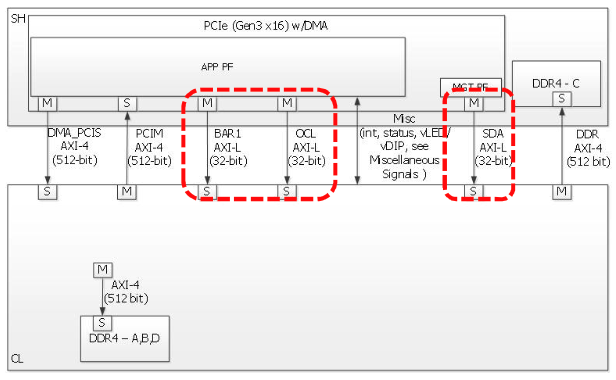 SH
PCIe (Gen3 x16) w/DMA
APP PF
MGT PF
DDR4 - C
M
S
M
M
M
S
DMA_PCIS
AXI-4
(512-bit)
PCIM
AXI-4
(512-bit)
BAR1
AXI-L
(32-bit)
OCL
AXI-L
(32-bit)
Misc
(int, status, vLED/
vDIP, see
Miscellaneous
Signals )
SDA
AXI-L
(32-bit)
DDR
AXI-4
(512 bit)
S
M
S
S
S
M
M
AXI-4
(512 bit)
S
DDR4 – A,B,D
CL